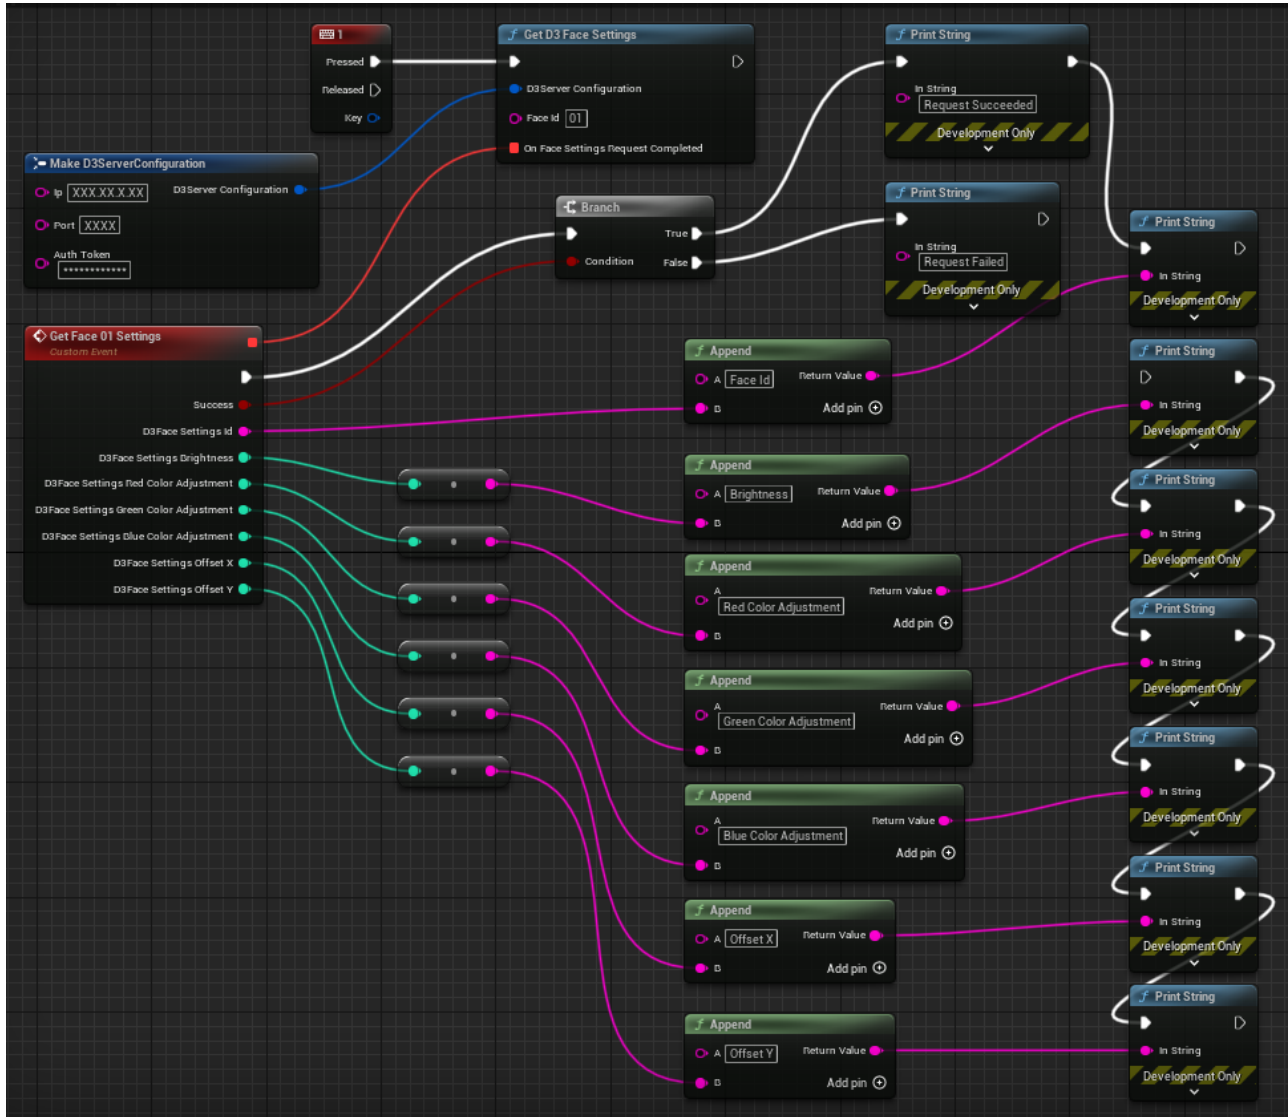 1
Pressed
Released
Key
Get D3 Face Settings
D3Server Configuration
Face Id 01
On Face Settings Request Completed
Print String
In String
Request Succeeded
Development Only
Make D3ServerConfiguration
Ip XXX.XX.X.XX
D3Server Configuration
Port XXXX
Auth Token
************
Branch
True
Condition
False
Print String
In String
Request Failed
Development Only
Print String
In String
Development Only
Get Face 01 Settings
Custom Event
Success
D3Face Settings Id
D3Face Settings Brightness
D3Face Settings Red Color Adjustment
D3Face Settings Green Color Adjustment
D3Face Settings Blue Color Adjustment
D3Face Settings Offset X
D3Face Settings Offset Y
Append
A Face Id
Return Value
B
Add pin
Print String
In String
Development Only
Append
A Brightness
Return Value
B
Add pin
Print String
In String
Development Only
Append
A
Red Color Adjustment
Return Value
B
Add pin
Print String
In String
Development Only
Append
A
Green Color Adjustment
Return Value
B
Add pin
Print String
In String
Development Only
Append
A
Blue Color Adjustment
Return Value
B
Add pin
Print String
In String
Development Only
Append
A Offset X
Return Value
B
Add pin
Print String
In String
Development Only
Append
A Offset Y
Return Value
B
Add pin